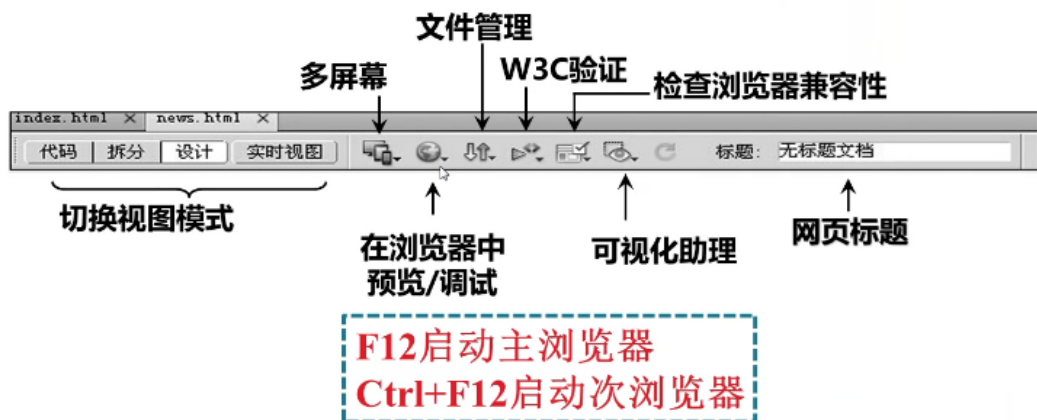 文件管理
多屏幕
W3C验证
检查浏览器兼容性
index.html
news.html
代码
拆分
设计
实时视图
标题:
无标题文档
切换视图模式
在浏览器中
预览/调试
可视化助理
网页标题
F12启动主浏览器
Ctrl+F12启动次浏览器